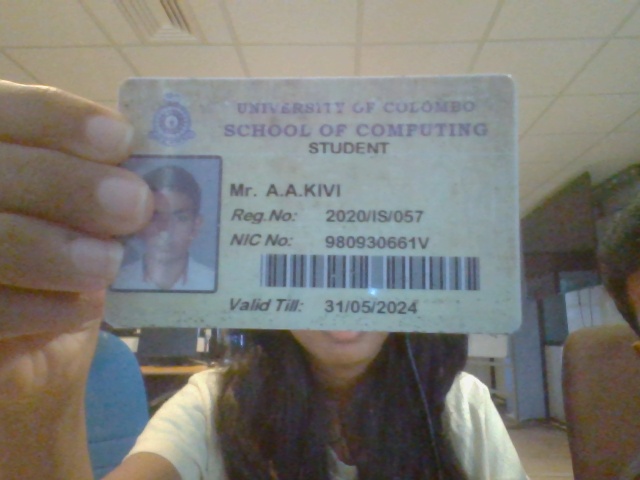 UNIVERSITY OF COLOMBO
SCHOOL OF COMPUTING
STUDENT
Mr. A.A.KIVI
Reg.No: 2020/IS/057
NIC No: 980930661V
Valid Till: 31/05/2024